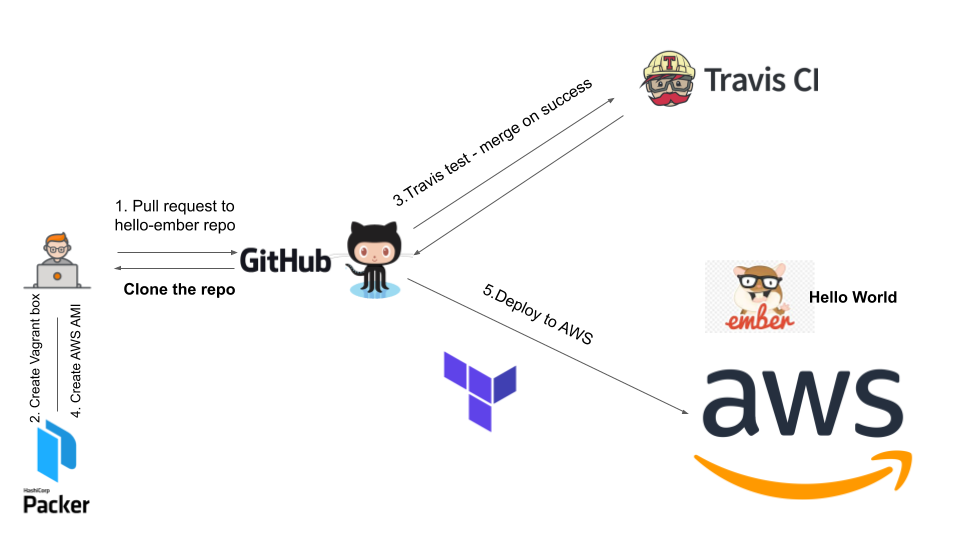 Travis CI
3.Travis test - merge on success
1. Pull request to
hello-ember repo
GitHub
Clone the repo
2. Create Vagrant box
4. Create AWS AMI
5.Deploy to AWS
ember
Hello World
aws
HashiCorp
Packer